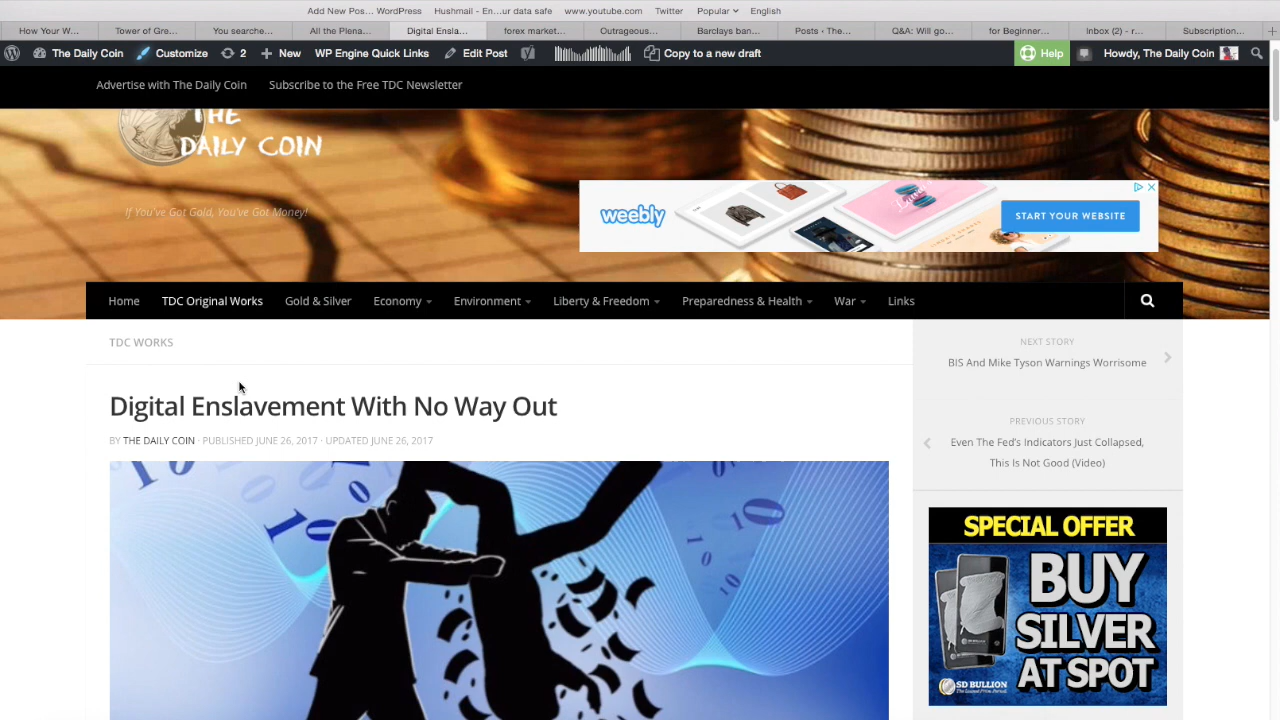 Add New Pos... WordPress Hushmail - En...ur data safe www.youtube.com Twitter Popular English
How Your W... Tower of Gre... You searche... All the Plena... Digital Ensla... forex market... Outrageous... Barclays ban... Posts ‹ The... Q&A: Will go... for Beginner... Inbox (2) - r... Subscription...
The Daily Coin Customize 2 New WP Engine Quick Links Edit Post Copy to a new draft Help Howdy, The Daily Coin
Advertise with The Daily Coin Subscribe to the Free TDC Newsletter
THE
DAILY COIN
If You've Got Gold, You've Got Money!
weebly
START YOUR WEBSITE
Home TDC Original Works Gold & Silver Economy Environment Liberty & Freedom Preparedness & Health War Links
TDC WORKS
Digital Enslavement With No Way Out
BY THE DAILY COIN · PUBLISHED JUNE 26, 2017 · UPDATED JUNE 26, 2017
10
10
NEXT STORY
BIS And Mike Tyson Warnings Worrisome
PREVIOUS STORY
Even The Fed's Indicators Just Collapsed,
This Is Not Good (Video)
SPECIAL OFFER
BUY
SILVER
AT SPOT
SD BULLION